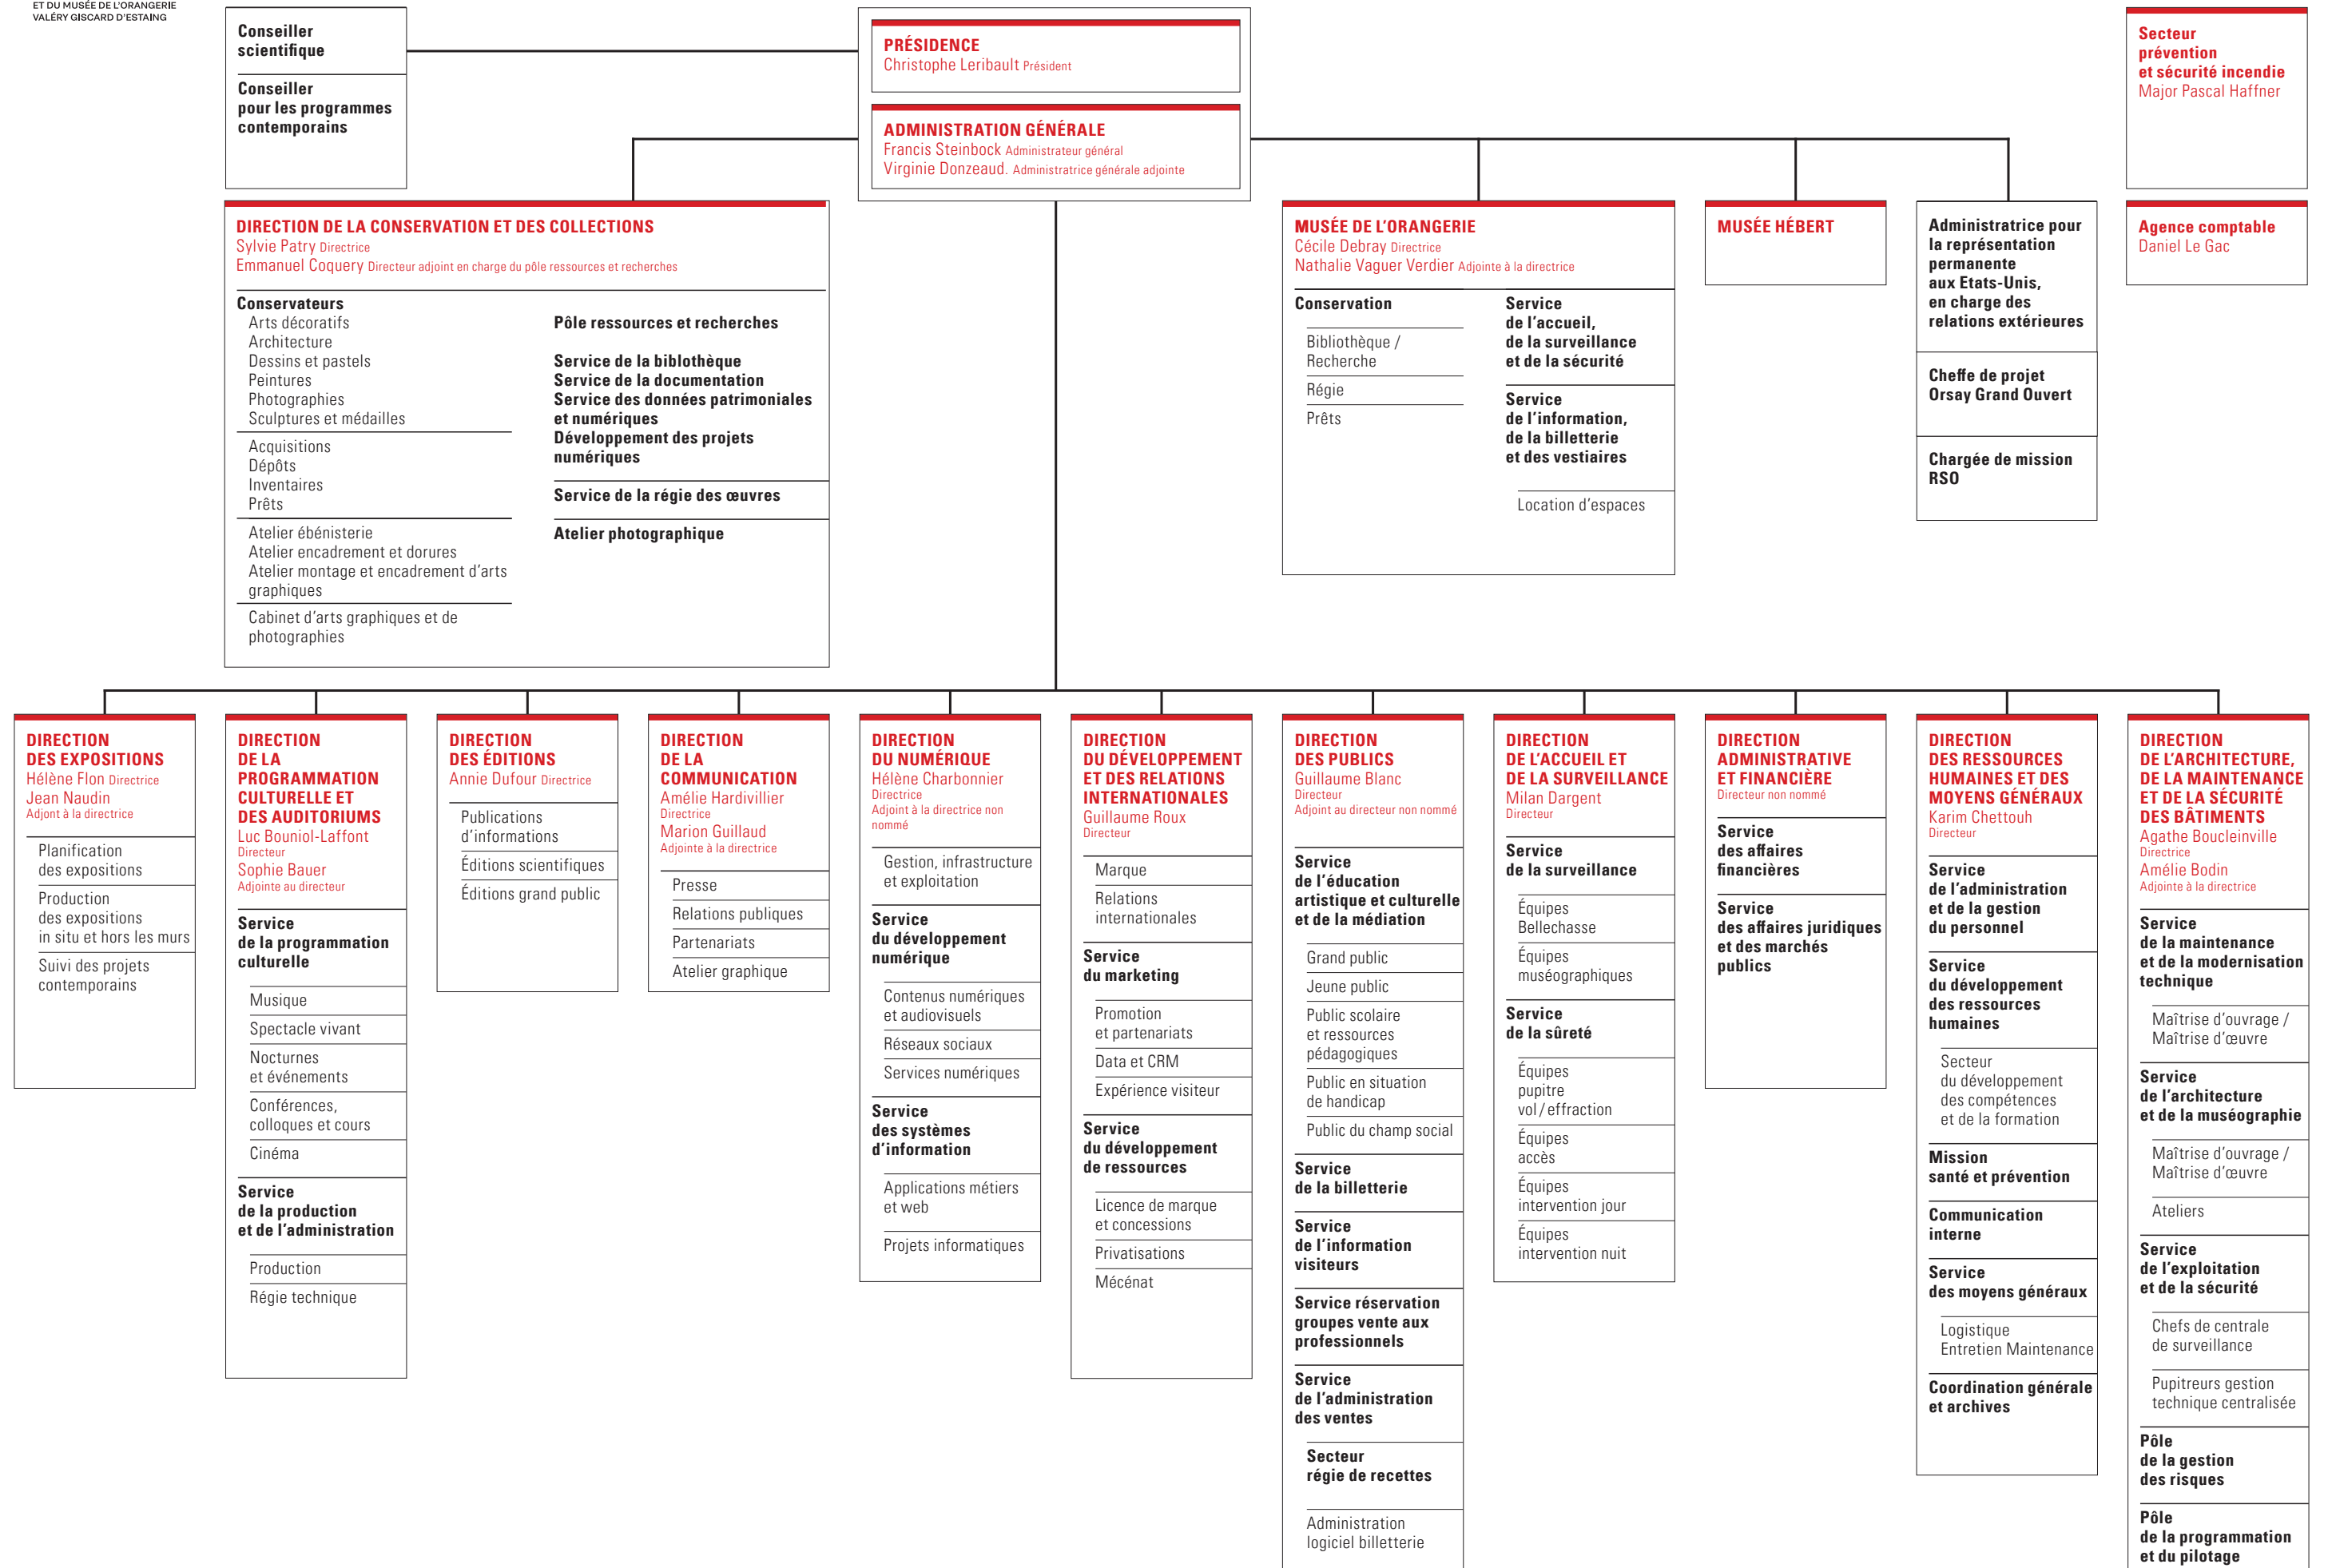 ET DU MUSÉE DE L'ORANGERIE
VALÉRY GISCARD D'ESTAING
Conseiller
scientifique
Conseiller
pour les programmes
contemporains
PRÉSIDENCE
Christophe Leribault Président
ADMINISTRATION GÉNÉRALE
Francis Steinbock Administrateur général
Virginie Donzeaud. Administratrice générale adjointe
Secteur
prévention
et sécurité incendie
Major Pascal Haffner
DIRECTION DE LA CONSERVATION ET DES COLLECTIONS
Sylvie Patry Directrice
Emmanuel Coquery Directeur adjoint en charge du pôle ressources et recherches
Conservateurs
Arts décoratifs
Architecture
Dessins et pastels
Peintures
Photographies
Sculptures et médailles
Acquisitions
Dépôts
Inventaires
Prêts
Atelier ébénisterie
Atelier encadrement et dorures
Atelier montage et encadrement d'arts
graphiques
Cabinet d'arts graphiques et de
photographies
Pôle ressources et recherches
Service de la biblothèque
Service de la documentation
Service des données patrimoniales
et numériques
Développement des projets
numériques
Service de la régie des œuvres
Atelier photographique
MUSÉE DE L'ORANGERIE
Cécile Debray Directrice
Nathalie Vaguer Verdier Adjointe à la directrice
Conservation
Bibliothèque /
Recherche
Régie
Prêts
Service
de l'accueil,
de la surveillance
et de la sécurité
Service
de l'information,
de la billetterie
et des vestiaires
Location d'espaces
MUSÉE HÉBERT
Administratrice pour
la représentation
permanente
aux Etats-Unis,
en charge des
relations extérieures
Cheffe de projet
Orsay Grand Ouvert
Chargée de mission
RSO
Agence comptable
Daniel Le Gac
DIRECTION
DES EXPOSITIONS
Hélène Flon Directrice
Jean Naudin
Adjont à la directrice
Planification
des expositions
Production
des expositions
in situ et hors les murs
Suivi des projets
contemporains
DIRECTION
DE LA
PROGRAMMATION
CULTURELLE ET
DES AUDITORIUMS
Luc Bouniol-Laffont
Directeur
Sophie Bauer
Adjointe au directeur
Service
de la programmation
culturelle
Musique
Spectacle vivant
Nocturnes
et événements
Conférences,
colloques et cours
Cinéma
Service
de la production
et de l'administration
Production
Régie technique
DIRECTION
DES ÉDITIONS
Annie Dufour Directrice
Publications
d'informations
Éditions scientifiques
Éditions grand public
DIRECTION
DE LA
COMMUNICATION
Amélie Hardivillier
Directrice
Marion Guillaud
Adjointe à la directrice
Presse
Relations publiques
Partenariats
Atelier graphique
DIRECTION
DU NUMÉRIQUE
Hélène Charbonnier
Directrice
Adjoint à la directrice non
nommé
Gestion, infrastructure
et exploitation
Service
du développement
numérique
Contenus numériques
et audiovisuels
Réseaux sociaux
Services numériques
Service
des systèmes
d'information
Applications métiers
et web
Projets informatiques
DIRECTION
DU DÉVELOPPEMENT
ET DES RELATIONS
INTERNATIONALES
Guillaume Roux
Directeur
Marque
Relations
internationales
Service
du marketing
Promotion
et partenariats
Data et CRM
Expérience visiteur
Service
du développement
de ressources
Licence de marque
et concessions
Privatisations
Mécénat
DIRECTION
DES PUBLICS
Guillaume Blanc
Directeur
Adjoint au directeur non nommé
Service
de l'éducation
artistique et culturelle
et de la médiation
Grand public
Jeune public
Public scolaire
et ressources
pédagogiques
Public en situation
de handicap
Public du champ social
Service
de la billetterie
Service
de l'information
visiteurs
Service réservation
groupes vente aux
professionnels
Service
de l'administration
des ventes
Secteur
régie de recettes
Administration
logiciel billetterie
DIRECTION
DE L'ACCUEIL ET
DE LA SURVEILLANCE
Milan Dargent
Directeur
Service
de la surveillance
Équipes
Bellechasse
Équipes
muséographiques
Service
de la sûreté
Équipes
pupitre
vol / effraction
Équipes
accès
Équipes
intervention jour
Équipes
intervention nuit
DIRECTION
ADMINISTRATIVE
ET FINANCIÈRE
Directeur non nommé
Service
des affaires
financières
Service
des affaires juridiques
et des marchés
publics
DIRECTION
DES RESSOURCES
HUMAINES ET DES
MOYENS GÉNÉRAUX
Karim Chettouh
Directeur
Service
de l'administration
et de la gestion
du personnel
Service
du développement
des ressources
humaines
Secteur
du développement
des compétences
et de la formation
Mission
santé et prévention
Communication
interne
Service
des moyens généraux
Logistique
Entretien Maintenance
Coordination générale
et archives
DIRECTION
DE L'ARCHITECTURE,
DE LA MAINTENANCE
ET DE LA SÉCURITÉ
DES BÂTIMENTS
Agathe Boucleinville
Directrice
Amélie Bodin
Adjointe à la directrice
Service
de la maintenance
et de la modernisation
technique
Maîtrise d'ouvrage /
Maîtrise d'œuvre
Service
de l'architecture
et de la muséographie
Maîtrise d'ouvrage /
Maîtrise d'œuvre
Ateliers
Service
de l'exploitation
et de la sécurité
Chefs de centrale
de surveillance
Pupitreurs gestion
technique centralisée
Pôle
de la gestion
des risques
Pôle
de la programmation
et du pilotage